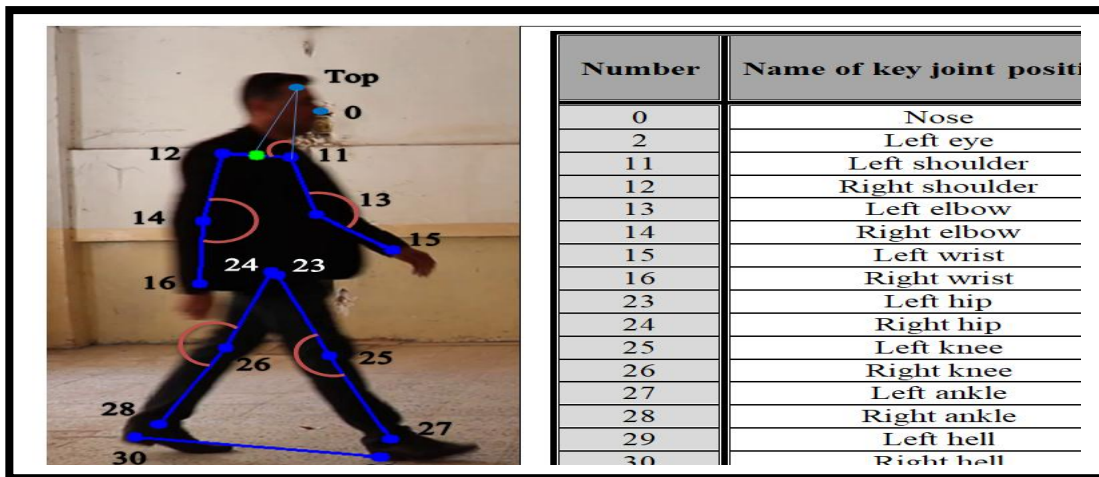 Top
0
12
11
13
14
15
24
23
16
26
25
28
27
30
Number Name of key joint positi
0 Nose
2 Left eye
11 Left shoulder
12 Right shoulder
13 Left elbow
14 Right elbow
15 Left wrist
16 Right wrist
23 Left hip
24 Right hip
25 Left knee
26 Right knee
27 Left ankle
28 Right ankle
29 Left hell
30 Right hell